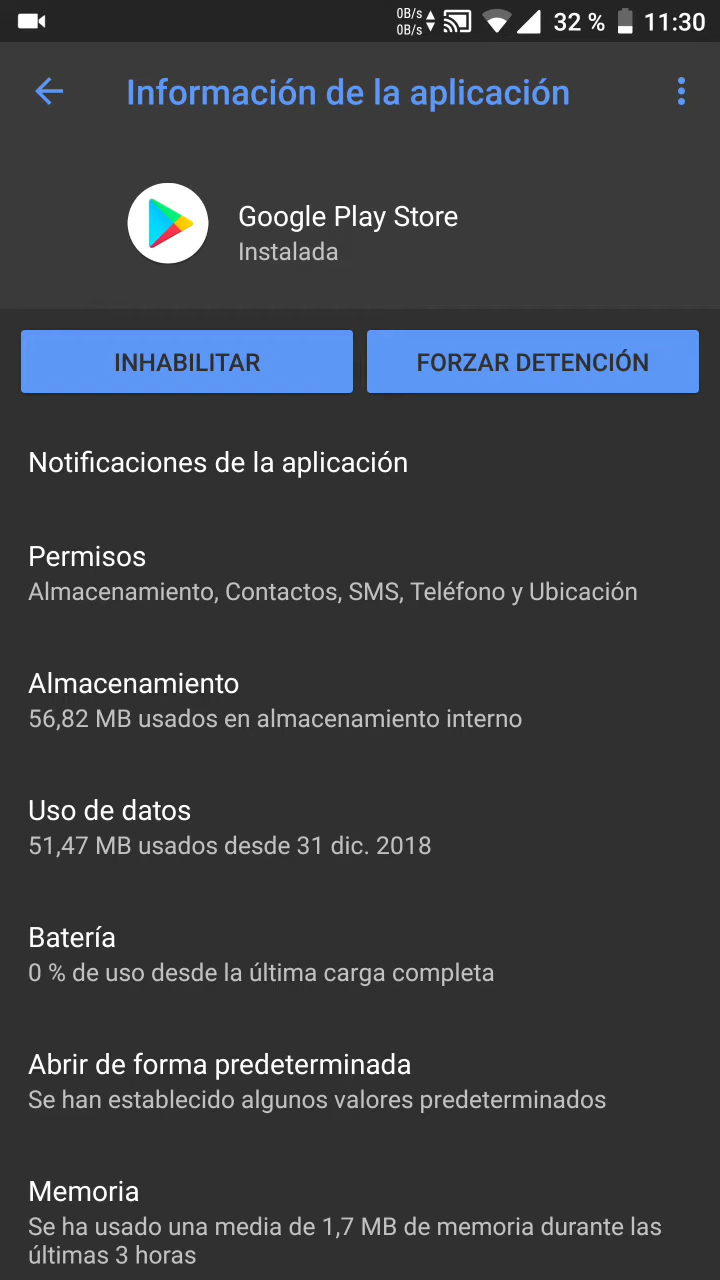 0B/s
0B/s
32 %
11:30
Información de la aplicación
Google Play Store
Instalada
INHABILITAR
FORZAR DETENCIÓN
Notificaciones de la aplicación
Permisos
Almacenamiento, Contactos, SMS, Teléfono y Ubicación
Almacenamiento
56,82 MB usados en almacenamiento interno
Uso de datos
51,47 MB usados desde 31 dic. 2018
Batería
0 % de uso desde la última carga completa
Abrir de forma predeterminada
Se han establecido algunos valores predeterminados
Memoria
Se ha usado una media de 1,7 MB de memoria durante las
últimas 3 horas